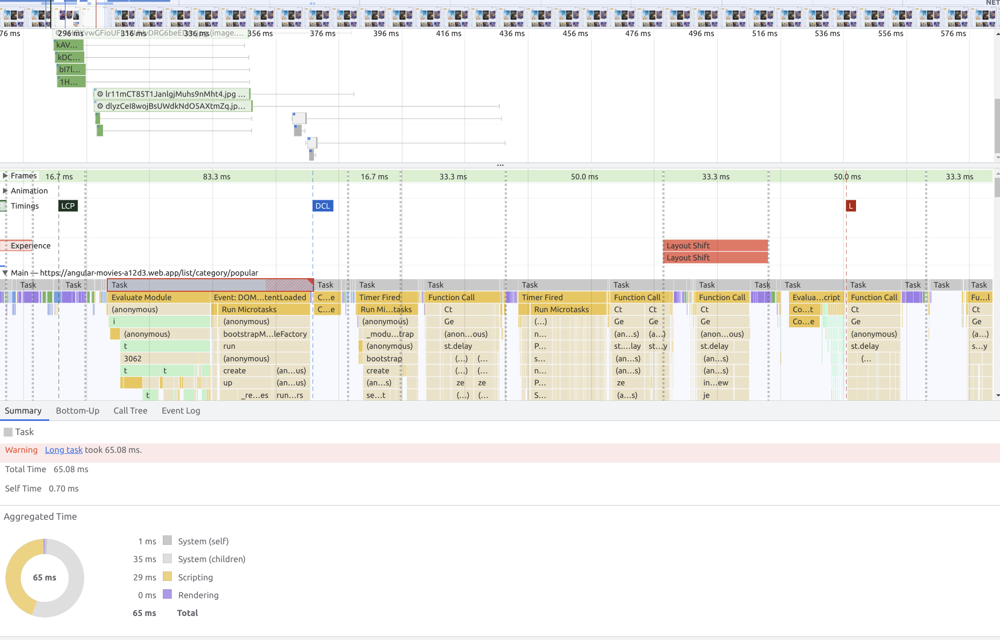 NET
76 ms 296 ms 316 ms 336 ms 356 ms 376 ms 396 ms 416 ms 436 ms 456 ms 476 ms 496 ms 516 ms 536 ms 556 ms 576 ms
kAV...
kDC...
bI7l...
1H...
lr11mCT85T1JanlgjMuhs9nMht4.jpg ...
dlyzCeI8wojBsUWdkNdO5AXtmZq.jp...
...
Frames 16.7 ms 83.3 ms 16.7 ms 33.3 ms 50.0 ms 33.3 ms 50.0 ms 33.3 ms
Animation
Timings LCP DCL L
Experience Layout Shift
Layout Shift
Main — https://angular-movies-a12d3.web.app/list/category/popular
Task Task Task Task Task Task Task Task Task Task Task Task Task Task Task
Evaluate Module Event: DOM...tentLoaded C...e Timer Fired Function Call Timer Fired Function Call Function Call Evalua...cript Function Call Fu...l
(anonymous) Run Microtasks C...e Run Mi...tasks Ct Run Microtasks Ct Ct Ct Co...t Ct Ct
i (anonymous) (anonymous) Ge (...) Ge Ge Ge Co...e Ge Ge
(anonymous) bootstrapM...leFactory _modu...trap (anon...ous) n... (an...s) (a...) (anon...ous) (anonymous) (a...)
t run (anonymous) st.delay P... st....lay st...y st.delay st.delay s...y
3062 (anonymous) bootstrap (...) (... s... (an...s) (an...s) (...
t t create (an...us) create (...) (... n... (an...s) (an...s)
up (an...us) (an...s) ze ze P... ze in...ew
t _re...es run...rs se...t (...) (... S... (a...s) je
Summary Bottom-Up Call Tree Event Log
Task
Warning Long task took 65.08 ms.
Total Time 65.08 ms
Self Time 0.70 ms
Aggregated Time
65 ms
1 ms System (self)
35 ms System (children)
29 ms Scripting
0 ms Rendering
65 ms Total